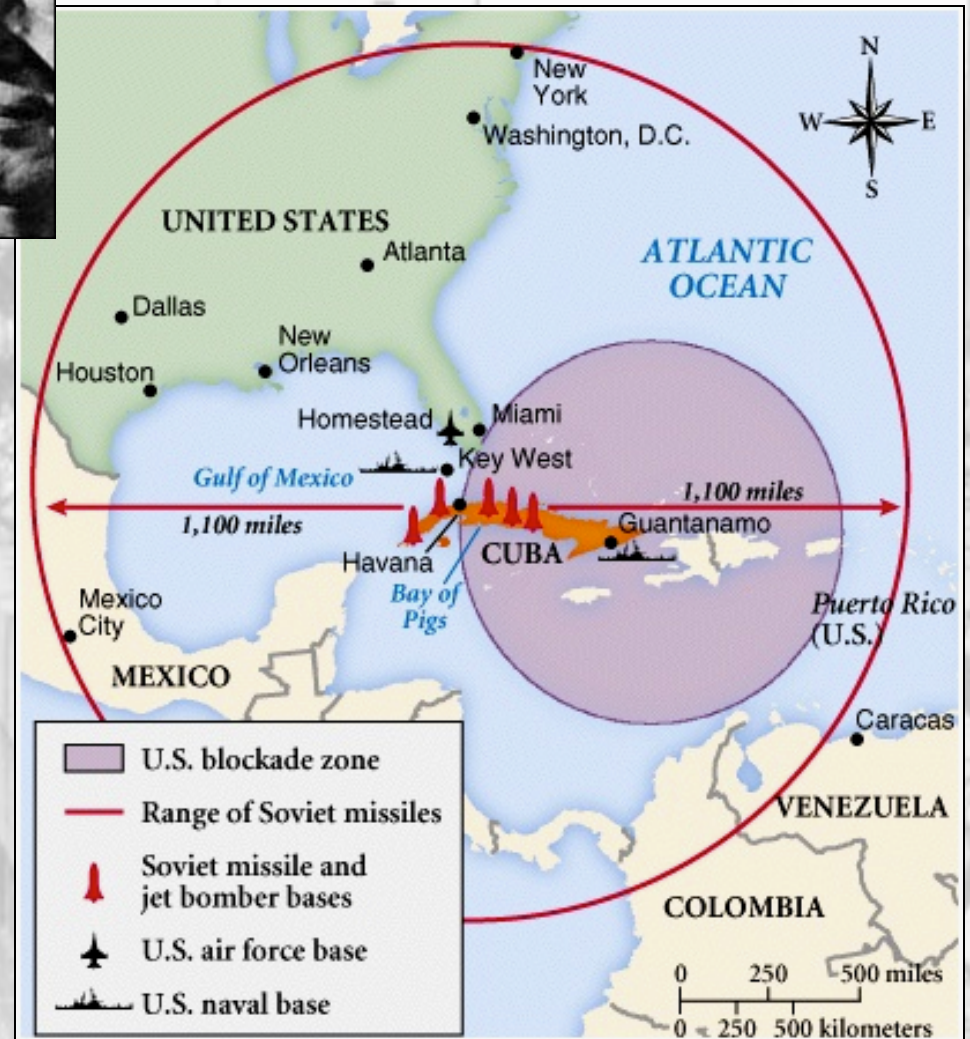 N
W E
S
New
York
Washington, D.C.
UNITED STATES
Atlanta
ATLANTIC
OCEAN
Dallas
New
Orleans
Houston
Homestead
Miami
Key West
Gulf of Mexico
1,100 miles
1,100 miles
Guantanamo
Havana
CUBA
Bay of
Pigs
Mexico
City
Puerto Rico
(U.S.)
MEXICO
Caracas
VENEZUELA
COLOMBIA
U.S. blockade zone
Range of Soviet missiles
Soviet missile and
jet bomber bases
U.S. air force base
U.S. naval base
0 250 500 miles
0 250 500 kilometers